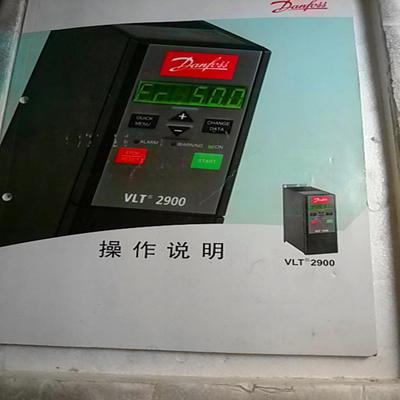 Danfoss
Danfoss
Fr 50.0
QUICK
MENU
+
-
CHANGE
DATA
ALARM
WARNING
ON
STOP
RESET
START
VLT® 2900
操作说明
VLT® 2900